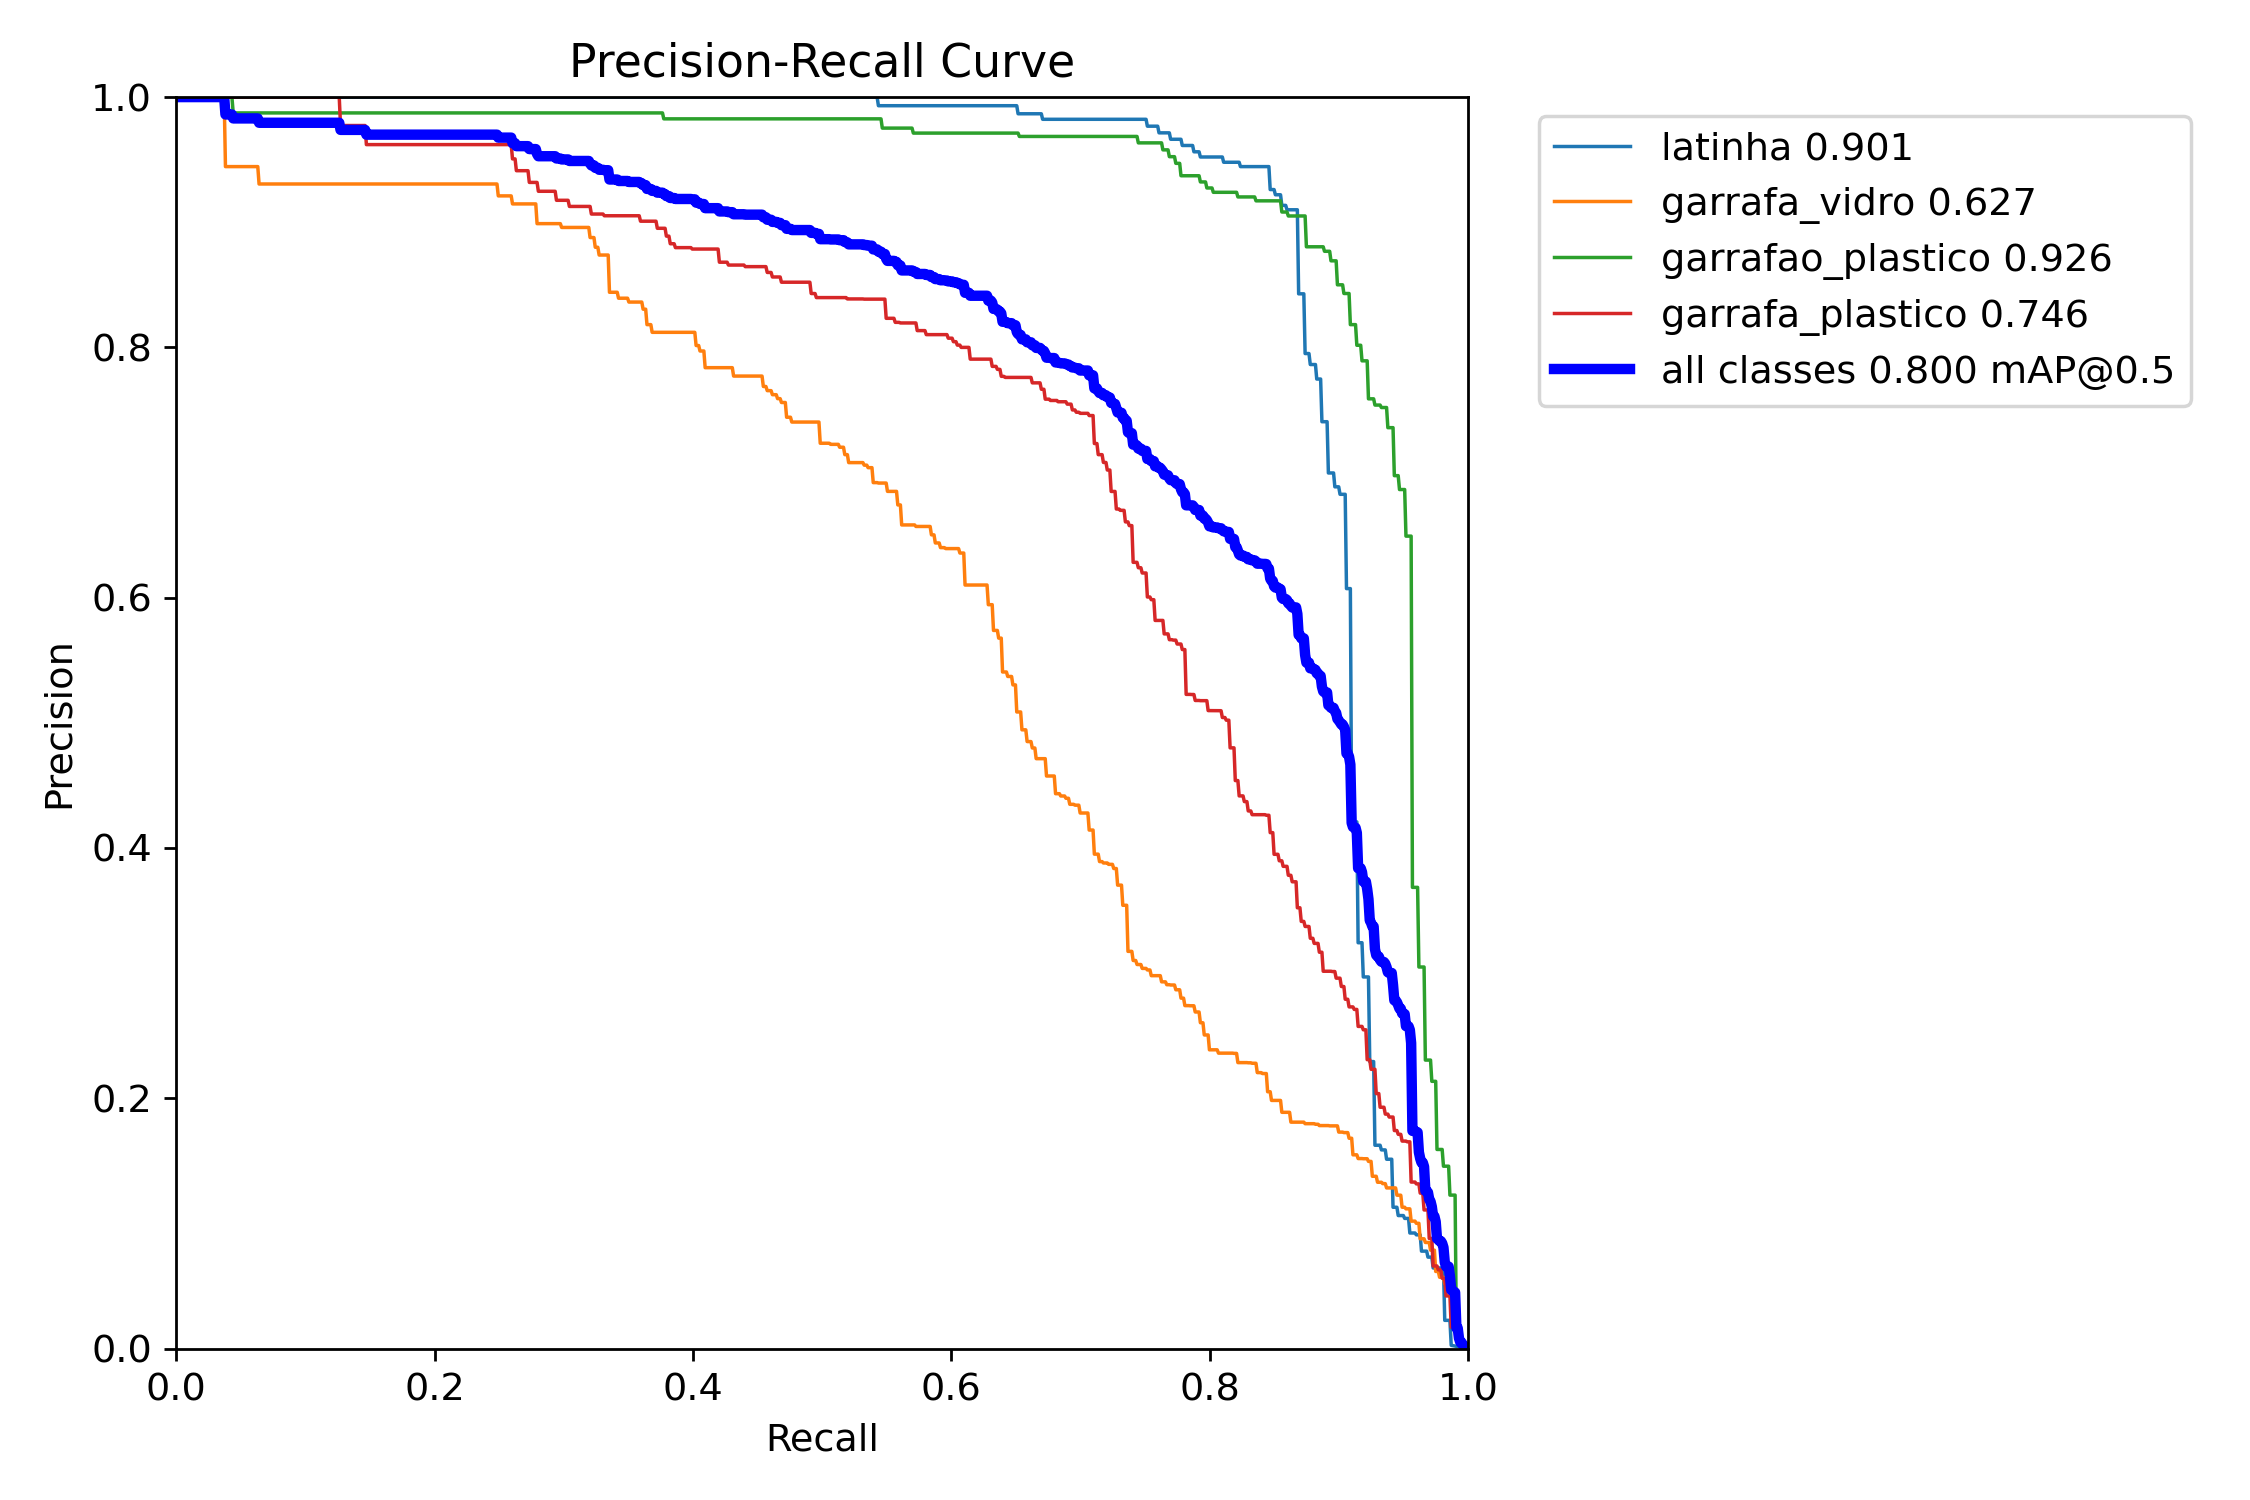 Precision-Recall Curve
1.0
0.8
0.6
0.4
0.2
0.0
Precision
0.0 0.2 0.4 0.6 0.8 1.0
Recall
latinha 0.901
garrafa_vidro 0.627
garrafao_plastico 0.926
garrafa_plastico 0.746
all classes 0.800 mAP@0.5